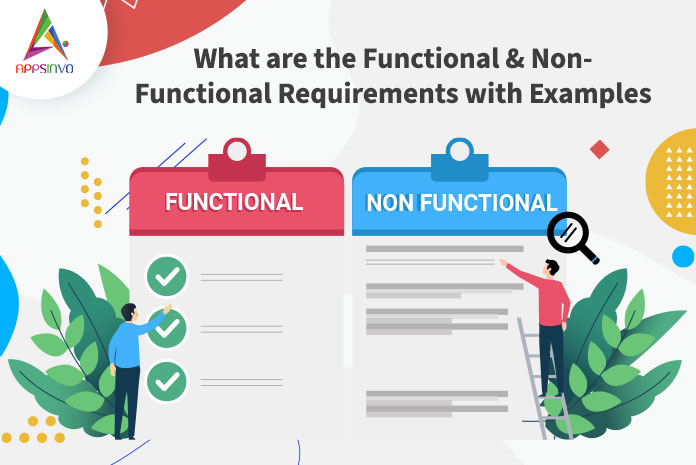 APPSINVO
What are the Functional & Non-
Functional Requirements with Examples
FUNCTIONAL
NON FUNCTIONAL